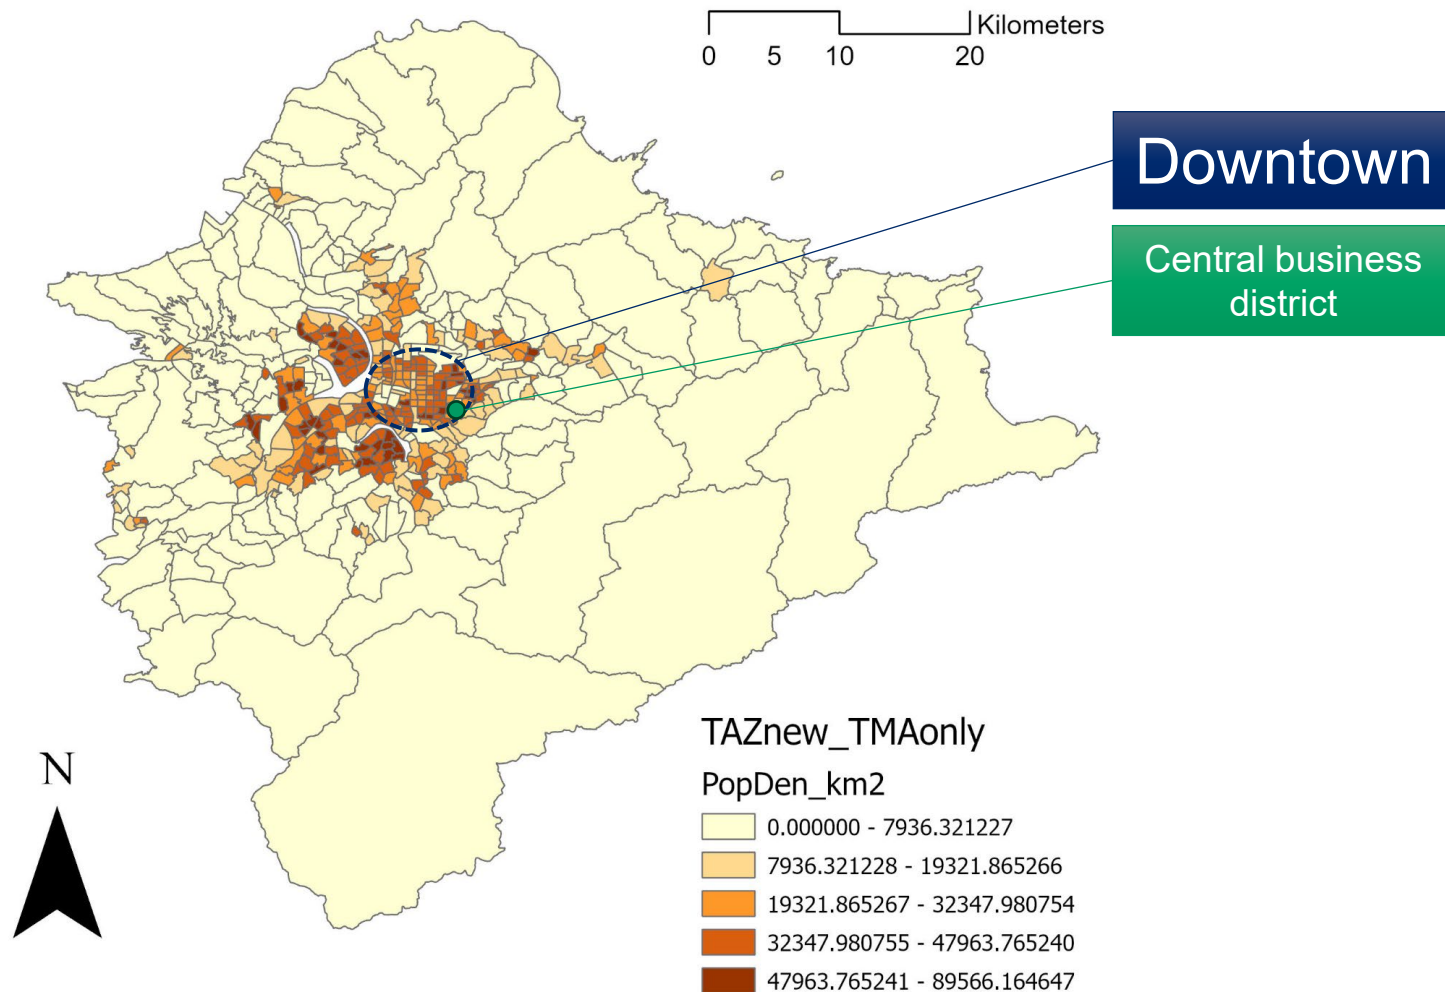 Kilometers
0 5 10 20
Downtown
Central business
district
N
TAZnew_TMAonly
PopDen_km2
0.000000 - 7936.321227
7936.321228 - 19321.865266
19321.865267 - 32347.980754
32347.980755 - 47963.765240
47963.765241 - 89566.164647